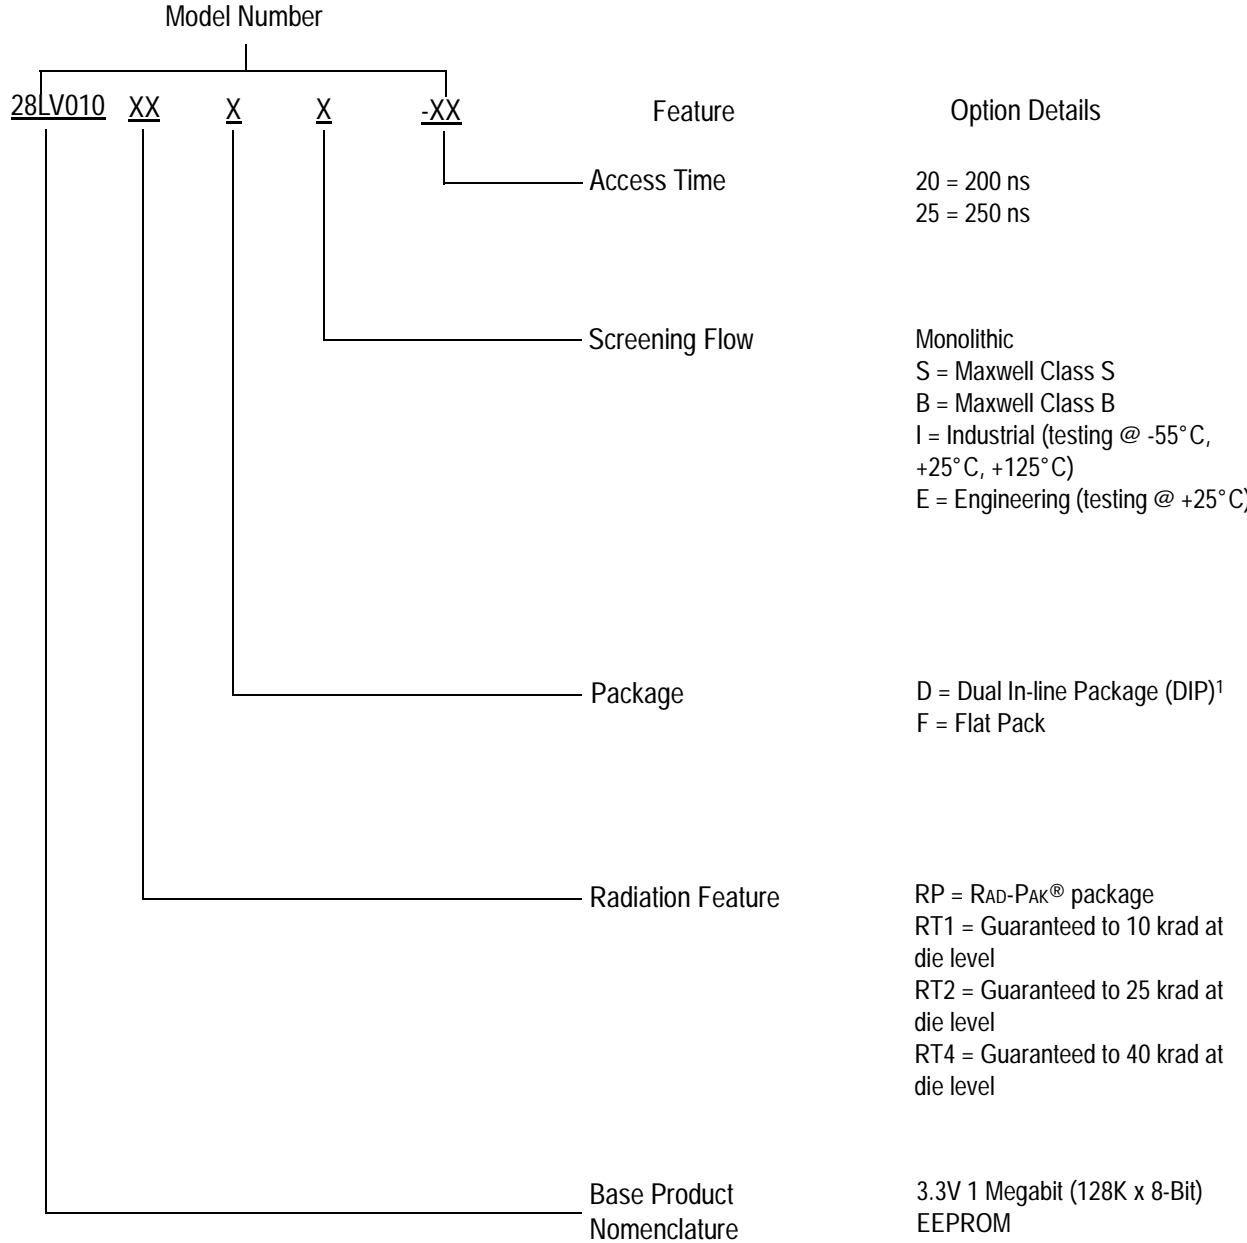 Model Number
28LV010 XX X X -XX Feature Option Details
Access Time 20 = 200 ns
25 = 250 ns
Screening Flow Monolithic
S = Maxwell Class S
B = Maxwell Class B
I = Industrial (testing @ -55°C,
+25°C, +125°C)
E = Engineering (testing @ +25°C)
Package D = Dual In-line Package (DIP)1
F = Flat Pack
Radiation Feature RP = RAD-PAK® package
RT1 = Guaranteed to 10 krad at
die level
RT2 = Guaranteed to 25 krad at
die level
RT4 = Guaranteed to 40 krad at
die level
Base Product 3.3V 1 Megabit (128K x 8-Bit)
Nomenclature EEPROM